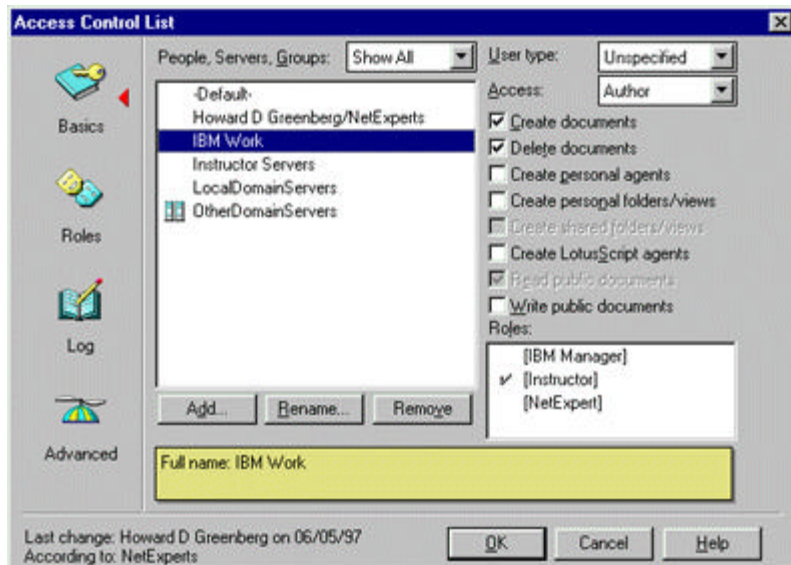 Access Control List
Basics
Roles
Log
Advanced
People, Servers, Groups: Show All
-Default-
Howard D Greenberg/NetExperts
IBM Work
Instructor Servers
LocalDomainServers
OtherDomainServers
Add... Rename... Remove
Full name: IBM Work
User type: Unspecified
Access: Author
Create documents
Delete documents
Create personal agents
Create personal folders/views
Create shared folders/views
Create LotusScript agents
Read public documents
Write public documents
Roles:
[IBM Manager]
[Instructor]
[NetExpert]
Last change: Howard D Greenberg on 06/05/97
According to: NetExperts
OK Cancel Help